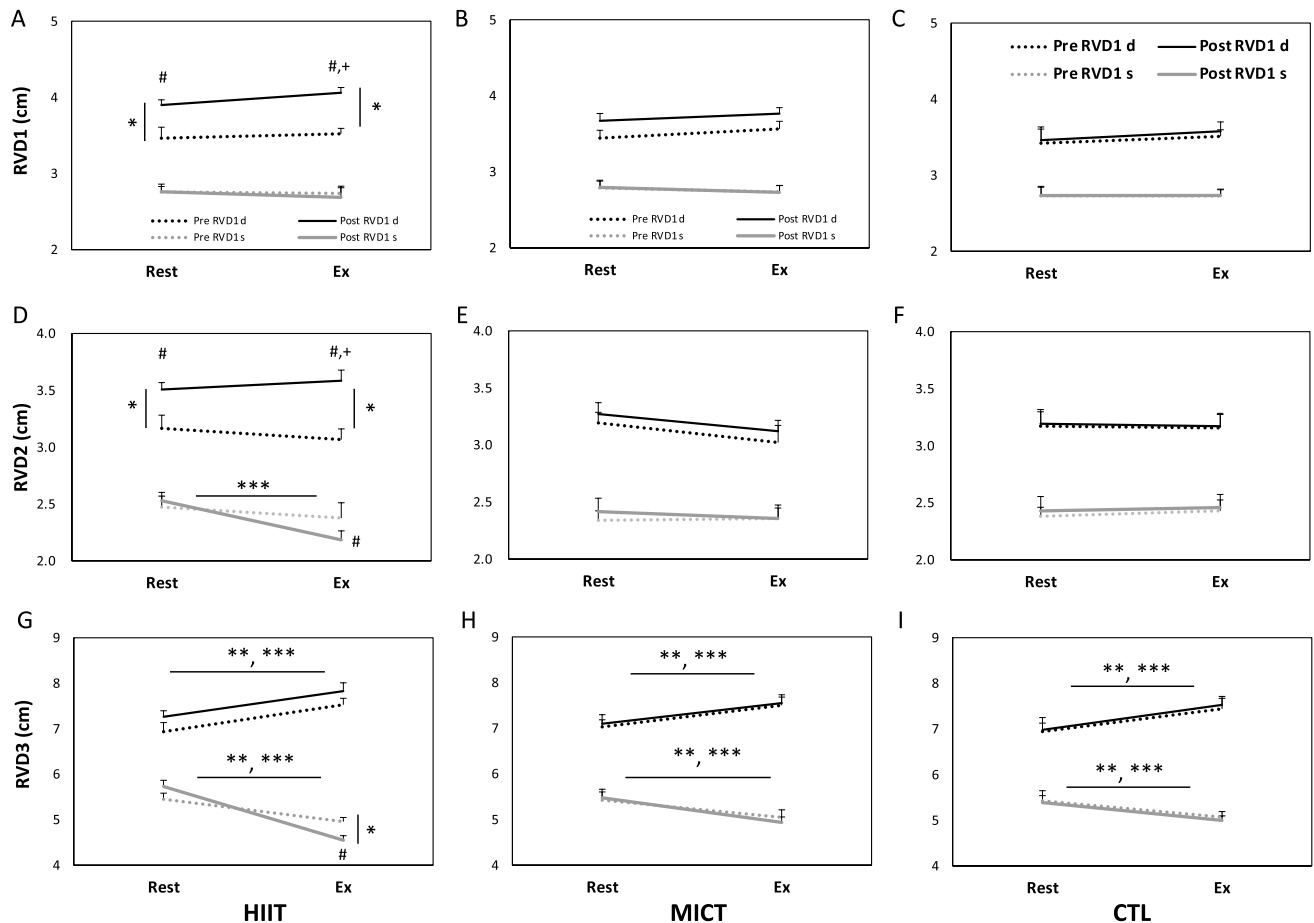 A
RVD1 (cm)
5
4
3
2
#
#,+
*
*
Pre RVD1 d
Post RVD1 d
Pre RVD1 s
Post RVD1 s
Rest
Ex
B
5
4
3
2
Pre RVD1 d
Post RVD1 d
Pre RVD1 s
Post RVD1 s
Rest
Ex
C
5
4
3
2
Pre RVD1 d
Post RVD1 d
Pre RVD1 s
Post RVD1 s
Rest
Ex
D
RVD2 (cm)
4.0
3.5
3.0
2.5
2.0
#
#,+
*
*
***
#
Rest
Ex
E
4.0
3.5
3.0
2.5
2.0
Rest
Ex
F
4.0
3.5
3.0
2.5
2.0
Rest
Ex
G
RVD3 (cm)
9
8
7
6
5
4
**, ***
**, ***
*
#
Rest
Ex
HIIT
H
9
8
7
6
5
4
**, ***
**, ***
Rest
Ex
MICT
I
9
8
7
6
5
4
**, ***
**, ***
Rest
Ex
CTL